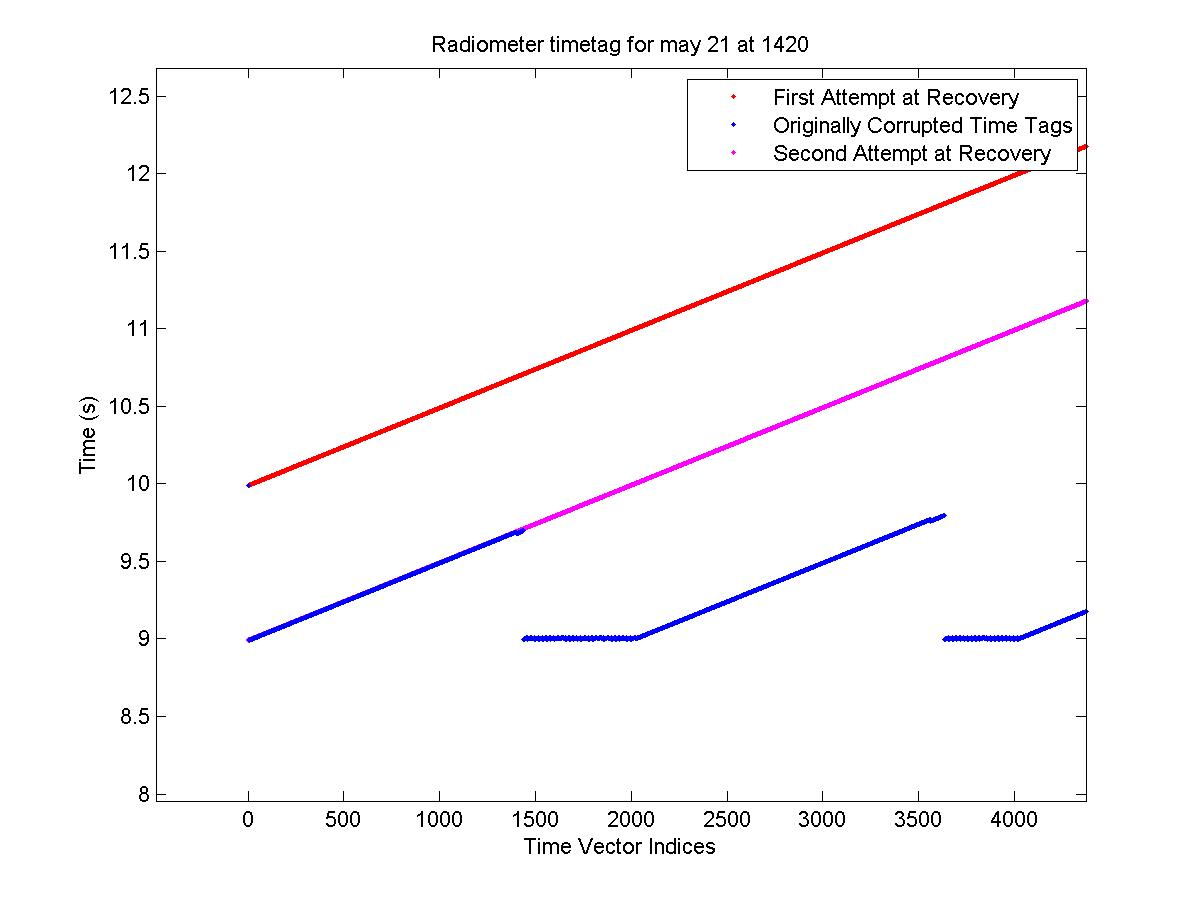 Radiometer timetag for may 21 at 1420
First Attempt at Recovery
Originally Corrupted Time Tags
Second Attempt at Recovery
12.5
12
11.5
11
10.5
10
9.5
9
8.5
8
Time (s)
0 500 1000 1500 2000 2500 3000 3500 4000
Time Vector Indices